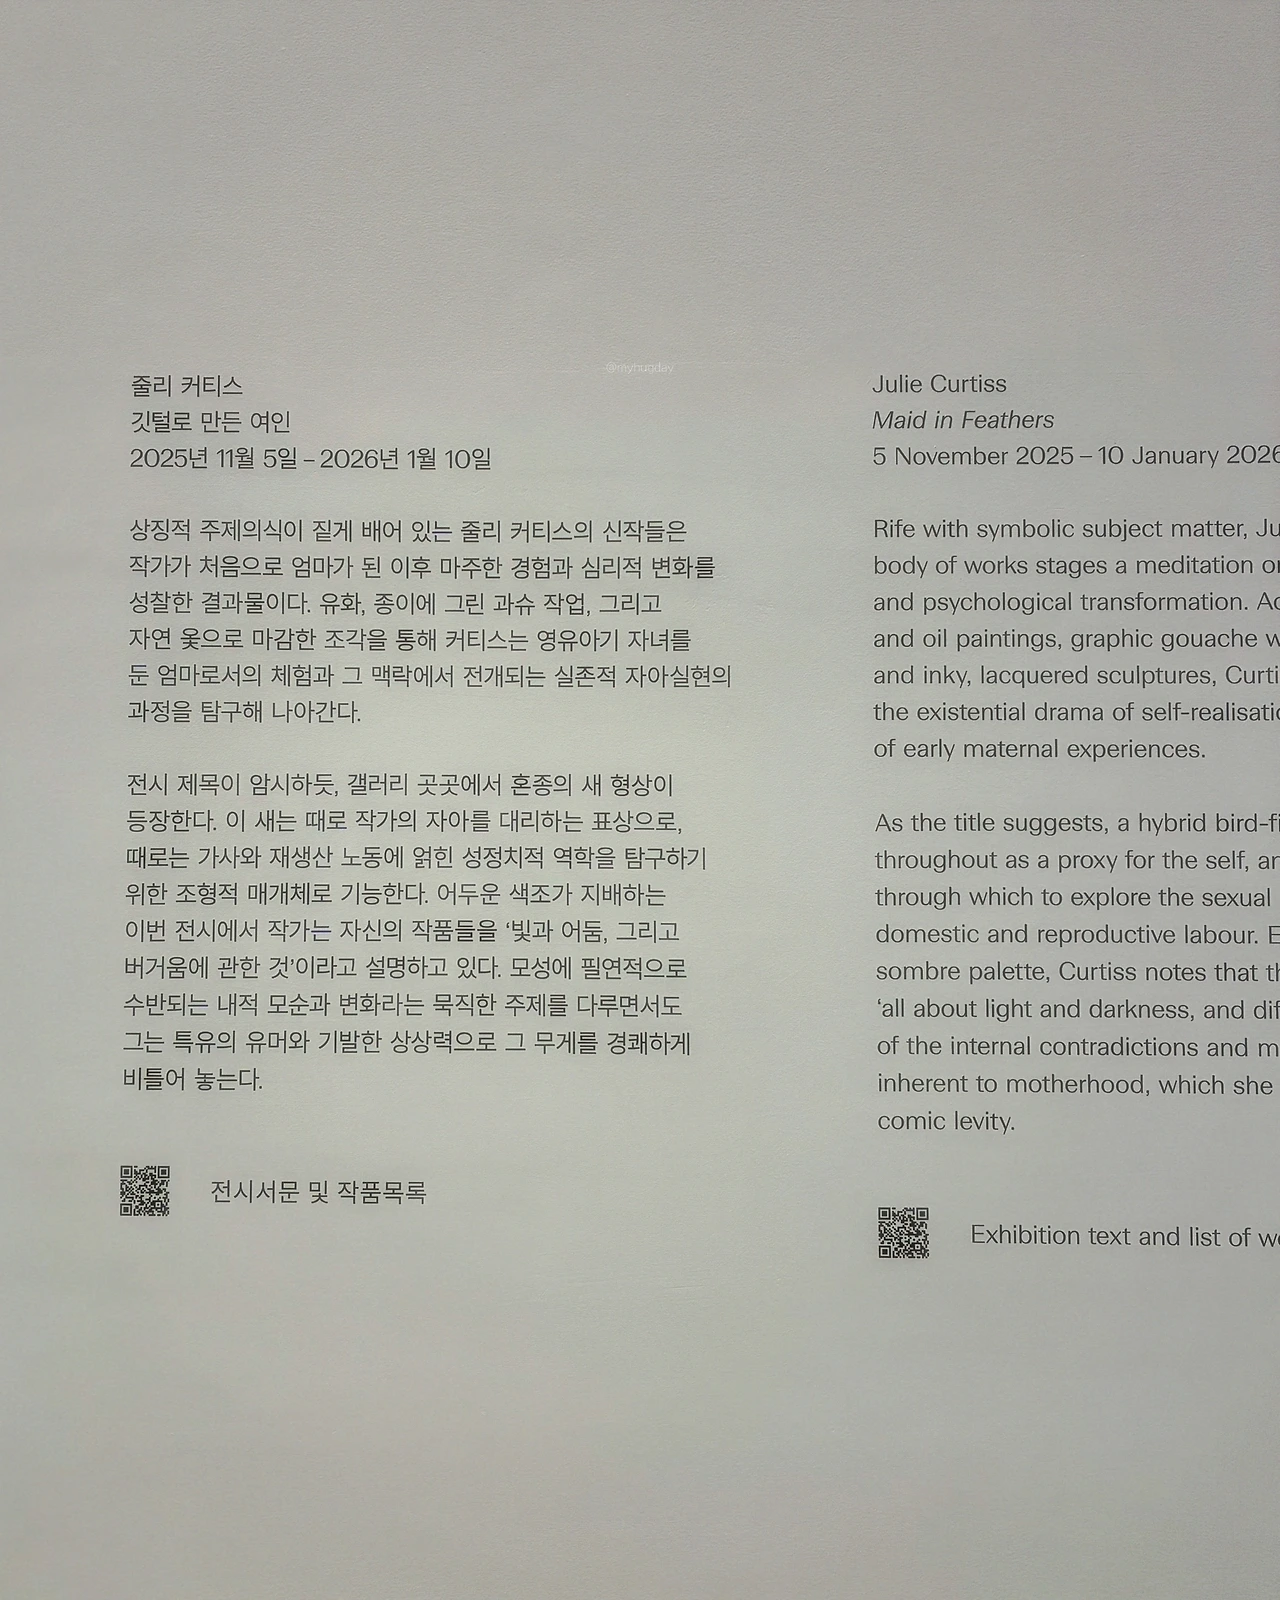 @myhugday
줄리 커티스
깃털로 만든 여인
2025년 11월 5일 – 2026년 1월 10일
상징적 주제의식이 짙게 배어 있는 줄리 커티스의 신작들은
작가가 처음으로 엄마가 된 이후 마주한 경험과 심리적 변화를
성찰한 결과물이다. 유화, 종이에 그린 과슈 작업, 그리고
자연 옻으로 마감한 조각을 통해 커티스는 영유아기 자녀를
둔 엄마로서의 체험과 그 맥락에서 전개되는 실존적 자아실현의
과정을 탐구해 나아간다.
전시 제목이 암시하듯, 갤러리 곳곳에서 혼종의 새 형상이
등장한다. 이 새는 때로 작가의 자아를 대리하는 표상으로,
때로는 가사와 재생산 노동에 얽힌 성정치적 역학을 탐구하기
위한 조형적 매개체로 기능한다. 어두운 색조가 지배하는
이번 전시에서 작가는 자신의 작품들을 ‘빛과 어둠, 그리고
버거움에 관한 것’이라고 설명하고 있다. 모성에 필연적으로
수반되는 내적 모순과 변화라는 묵직한 주제를 다루면서도
그는 특유의 유머와 기발한 상상력으로 그 무게를 경쾌하게
비틀어 놓는다.
전시서문 및 작품목록
Julie Curtiss
Maid in Feathers
5 November 2025 – 10 January 2026
Rife with symbolic subject matter, Ju
body of works stages a meditation
and psychological transformation.
and oil paintings, graphic gouache
and inky, lacquered sculptures, Curti
the existential drama of self-realisatio
of early maternal experiences.
As the title suggests, a hybrid bird-fi
throughout as a proxy for the self,
through which to explore the sexual
domestic and reproductive labour.
sombre palette, Curtiss notes that
‘all about light and darkness, and dif
of the internal contradictions and
inherent to motherhood, which she
comic levity.
Exhibition text and list of